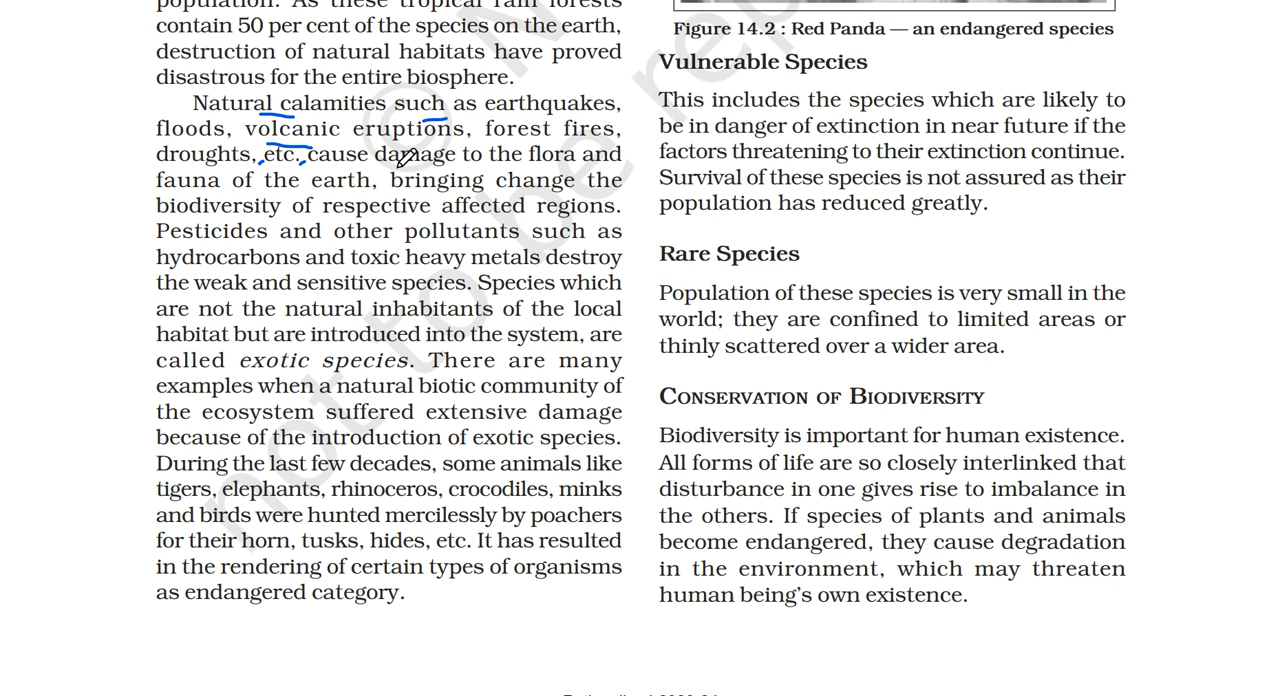 contain 50 per cent of the species on the earth,
destruction of natural habitats have proved
disastrous for the entire biosphere.
Natural calamities such as earthquakes,
floods, volcanic eruptions, forest fires,
droughts, etc. cause damage to the flora and
fauna of the earth, bringing change the
biodiversity of respective affected regions.
Pesticides and other pollutants such as
hydrocarbons and toxic heavy metals destroy
the weak and sensitive species. Species which
are not the natural inhabitants of the local
habitat but are introduced into the system, are
called exotic species. There are many
examples when a natural biotic community of
the ecosystem suffered extensive damage
because of the introduction of exotic species.
During the last few decades, some animals like
tigers, elephants, rhinoceros, crocodiles, minks
and birds were hunted mercilessly by poachers
for their horn, tusks, hides, etc. It has resulted
in the rendering of certain types of organisms
as endangered category.
Figure 14.2 : Red Panda — an endangered species
Vulnerable Species
This includes the species which are likely to
be in danger of extinction in near future if the
factors threatening to their extinction continue.
Survival of these species is not assured as their
population has reduced greatly.
Rare Species
Population of these species is very small in the
world; they are confined to limited areas or
thinly scattered over a wider area.
CONSERVATION OF BIODIVERSITY
Biodiversity is important for human existence.
All forms of life are so closely interlinked that
disturbance in one gives rise to imbalance in
the others. If species of plants and animals
become endangered, they cause degradation
in the environment, which may threaten
human being's own existence.